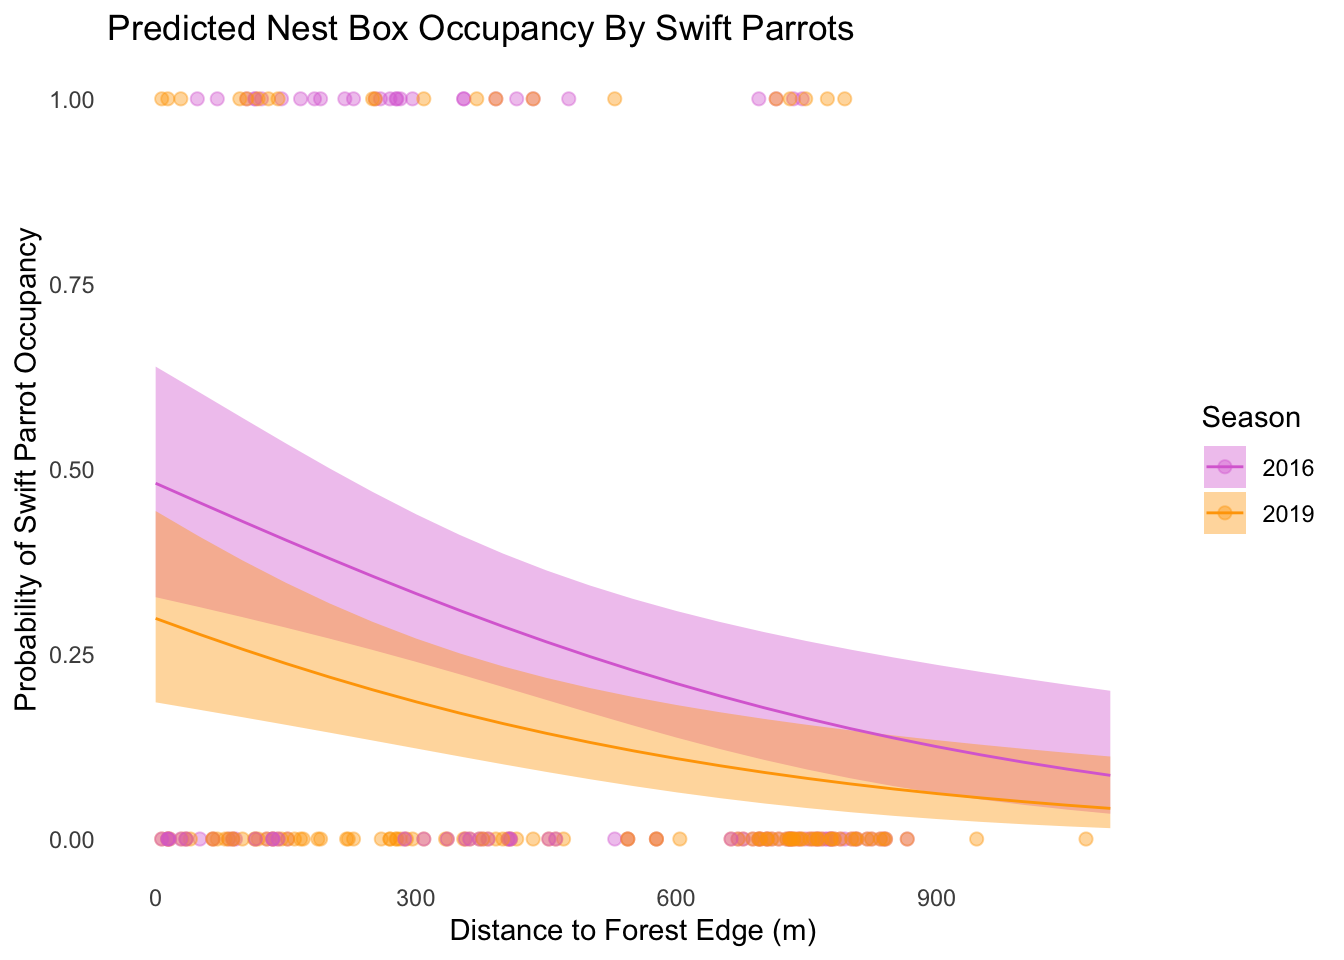 Predicted Nest Box Occupancy By Swift Parrots
1.00
0.75
0.50
0.25
0.00
Probability of Swift Parrot Occupancy
0 300 600 900
Distance to Forest Edge (m)
Season
2016
2019